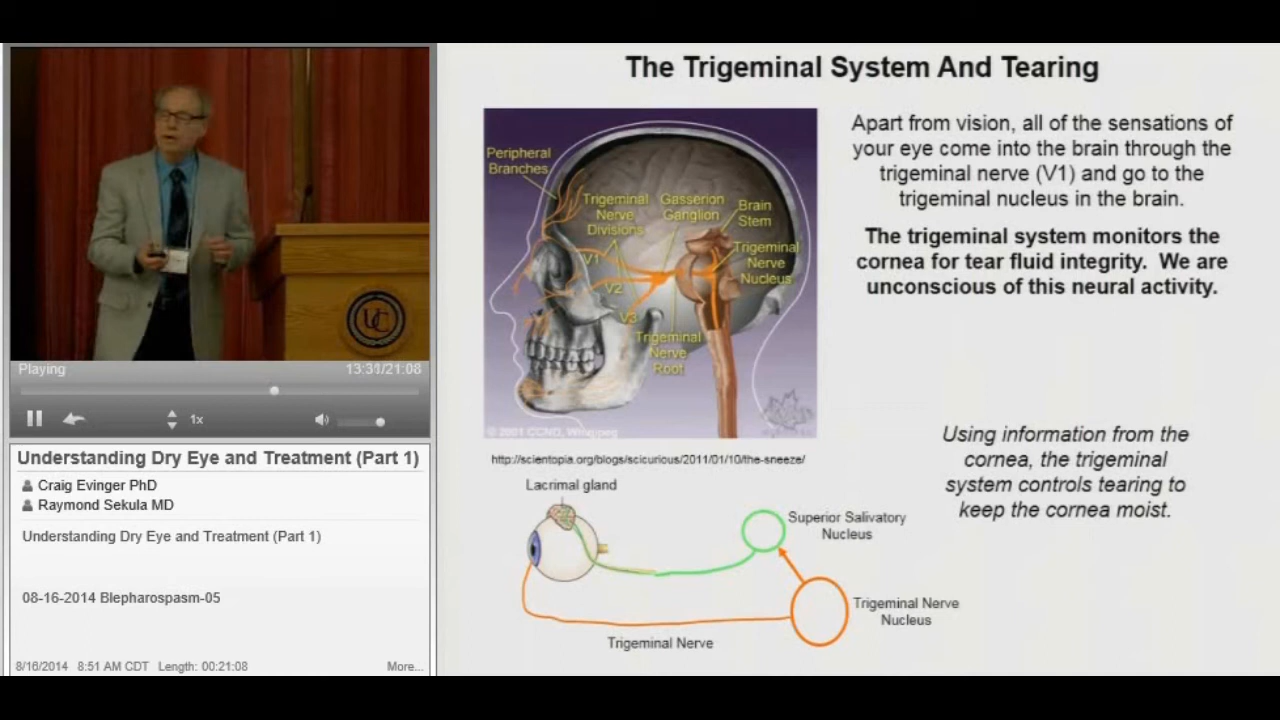 The Trigeminal System And Tearing
Peripheral
Branches
Trigeminal
Nerve
Divisions
Gasserion
Ganglion
Brain
Stem
V1
V2
V3
Trigeminal
Nerve
Nucleus
Trigeminal
Nerve
Root
© 2001 CCNO, Winnipeg
http://scientopia.org/blogs/scicurious/2011/01/10/the-sneeze/
Apart from vision, all of the sensations of
your eye come into the brain through the
trigeminal nerve (V1) and go to the
trigeminal nucleus in the brain.
The trigeminal system monitors the
cornea for tear fluid integrity. We are
unconscious of this neural activity.
Using information from the
cornea, the trigeminal
system controls tearing to
keep the cornea moist.
Lacrimal gland
Superior Salivatory
Nucleus
Trigeminal Nerve
Nucleus
Trigeminal Nerve
UC
Playing
13:31/21:08
1x
Understanding Dry Eye and Treatment (Part 1)
Craig Evinger PhD
Raymond Sekula MD
Understanding Dry Eye and Treatment (Part 1)
08-16-2014 Blepharospasm-05
8/16/2014 8:51 AM CDT Length: 00:21:08
More...